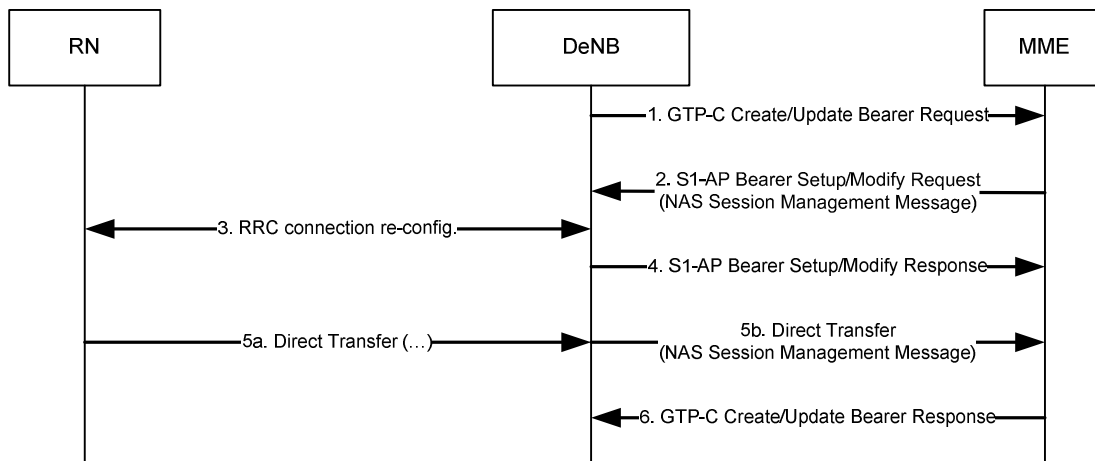 RN
DeNB
MME
1. GTP-C Create/Update Bearer Request
2. S1-AP Bearer Setup/Modify Request
(NAS Session Management Message)
3. RRC connection re-config.
4. S1-AP Bearer Setup/Modify Response
5a. Direct Transfer (…)
5b. Direct Transfer
(NAS Session Management Message)
6. GTP-C Create/Update Bearer Response